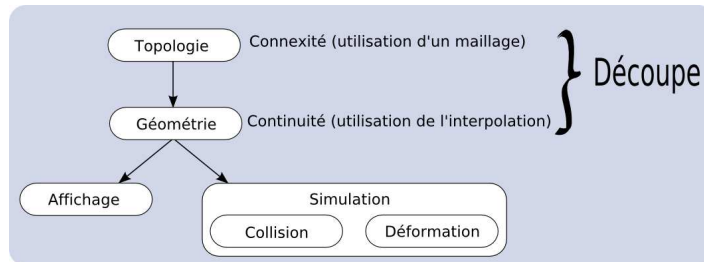 Topologie Connexité (utilisation d'un maillage)
Découpe
Géométrie Continuité (utilisation de l'interpolation)
Affichage
Simulation
Collision Déformation